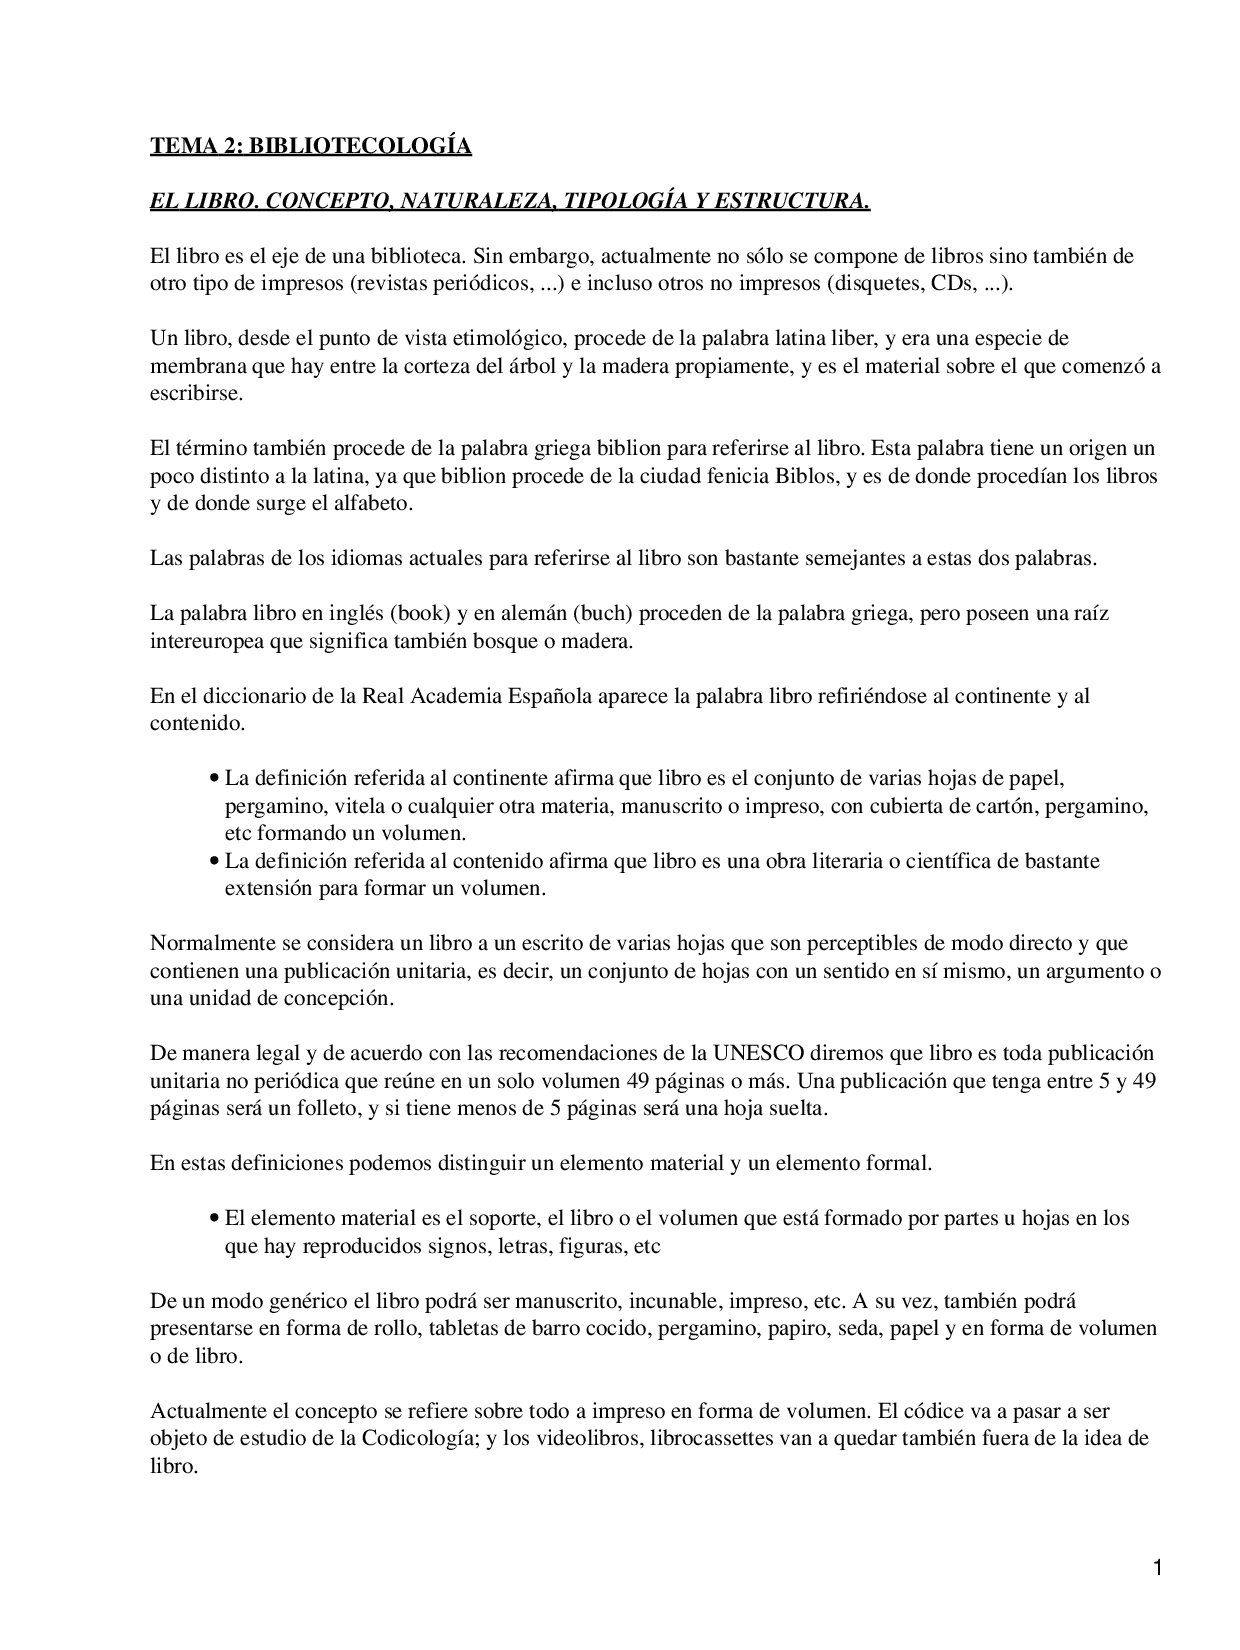 TEMA 2: BIBLIOTECOLOGÍA
EL LIBRO. CONCEPTO, NATURALEZA, TIPOLOGÍA Y ESTRUCTURA.
El libro es el eje de una biblioteca. Sin embargo, actualmente no sólo se compone de libros sino también de
otro tipo de impresos (revistas periódicos, ...) e incluso otros no impresos (disquetes, CDs, ...).
Un libro, desde el punto de vista etimológico, procede de la palabra latina liber, y era una especie de
membrana que hay entre la corteza del árbol y la madera propiamente, y es el material sobre el que comenzó a
escribirse.
El término también procede de la palabra griega biblion para referirse al libro. Esta palabra tiene un origen un
poco distinto a la latina, ya que biblion procede de la ciudad fenicia Biblos, y es de donde procedían los libros
y de donde surge el alfabeto.
Las palabras de los idiomas actuales para referirse al libro son bastante semejantes a estas dos palabras.
La palabra libro en inglés (book) y en alemán (buch) proceden de la palabra griega, pero poseen una raíz
intereuropea que significa también bosque o madera.
En el diccionario de la Real Academia Española aparece la palabra libro refiriéndose al continente y al
contenido.
• La definición referida al continente afirma que libro es el conjunto de varias hojas de papel,
pergamino, vitela o cualquier otra materia, manuscrito o impreso, con cubierta de cartón, pergamino,
etc formando un volumen.
• La definición referida al contenido afirma que libro es una obra literaria o científica de bastante
extensión para formar un volumen.
Normalmente se considera un libro a un escrito de varias hojas que son perceptibles de modo directo y que
contienen una publicación unitaria, es decir, un conjunto de hojas con un sentido en sí mismo, un argumento o
una unidad de concepción.
De manera legal y de acuerdo con las recomendaciones de la UNESCO diremos que libro es toda publicación
unitaria no periódica que reúne en un solo volumen 49 páginas o más. Una publicación que tenga entre 5 y 49
páginas será un folleto, y si tiene menos de 5 páginas será una hoja suelta.
En estas definiciones podemos distinguir un elemento material y un elemento formal.
• El elemento material es el soporte, el libro o el volumen que está formado por partes u hojas en los
que hay reproducidos signos, letras, figuras, etc
De un modo genérico el libro podrá ser manuscrito, incunable, impreso, etc. A su vez, también podrá
presentarse en forma de rollo, tabletas de barro cocido, pergamino, papiro, seda, papel y en forma de volumen
o de libro.
Actualmente el concepto se refiere sobre todo a impreso en forma de volumen. El códice va a pasar a ser
objeto de estudio de la Codicología; y los videolibros, librocassettes van a quedar también fuera de la idea de
libro.
1